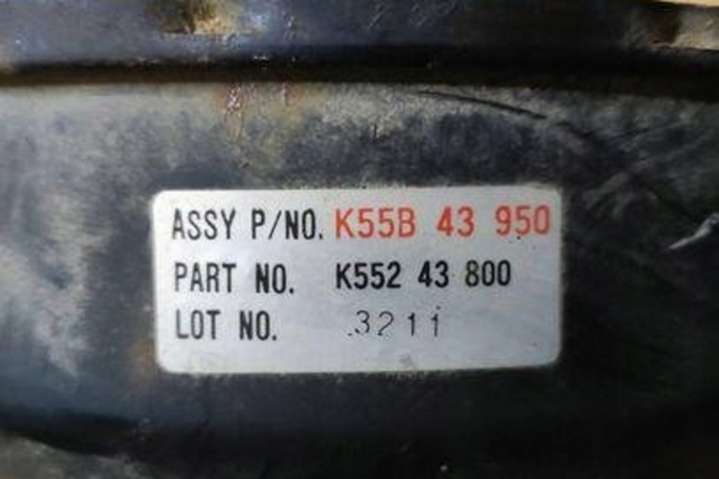 ASSY P/NO. K55B 43 950
PART NO. K552 43 800
LOT NO. 3211